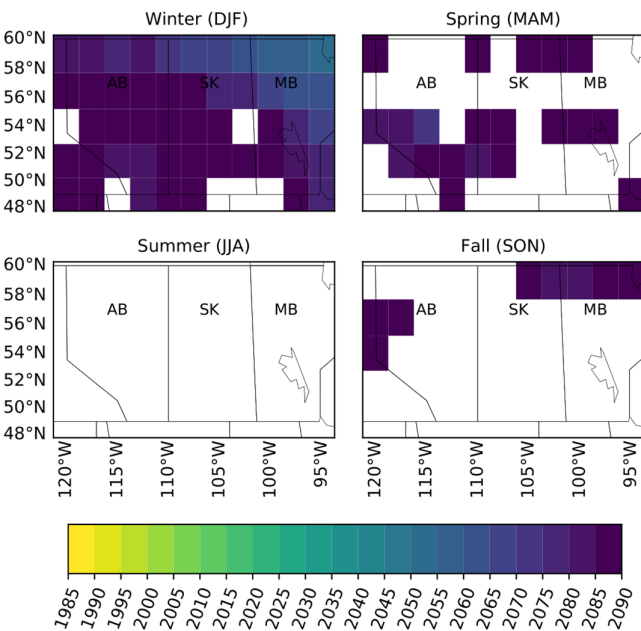 Winter (DJF)
Spring (MAM)
60°N
58°N
56°N
54°N
52°N
50°N
48°N
AB
SK
MB
AB
SK
MB
Summer (JJA)
Fall (SON)
60°N
58°N
56°N
54°N
52°N
50°N
48°N
AB
SK
MB
AB
SK
MB
120°W
115°W
110°W
105°W
100°W
95°W
120°W
115°W
110°W
105°W
100°W
95°W
1985
1990
1995
2000
2005
2010
2015
2020
2025
2030
2035
2040
2045
2050
2055
2060
2065
2070
2075
2080
2085
2090